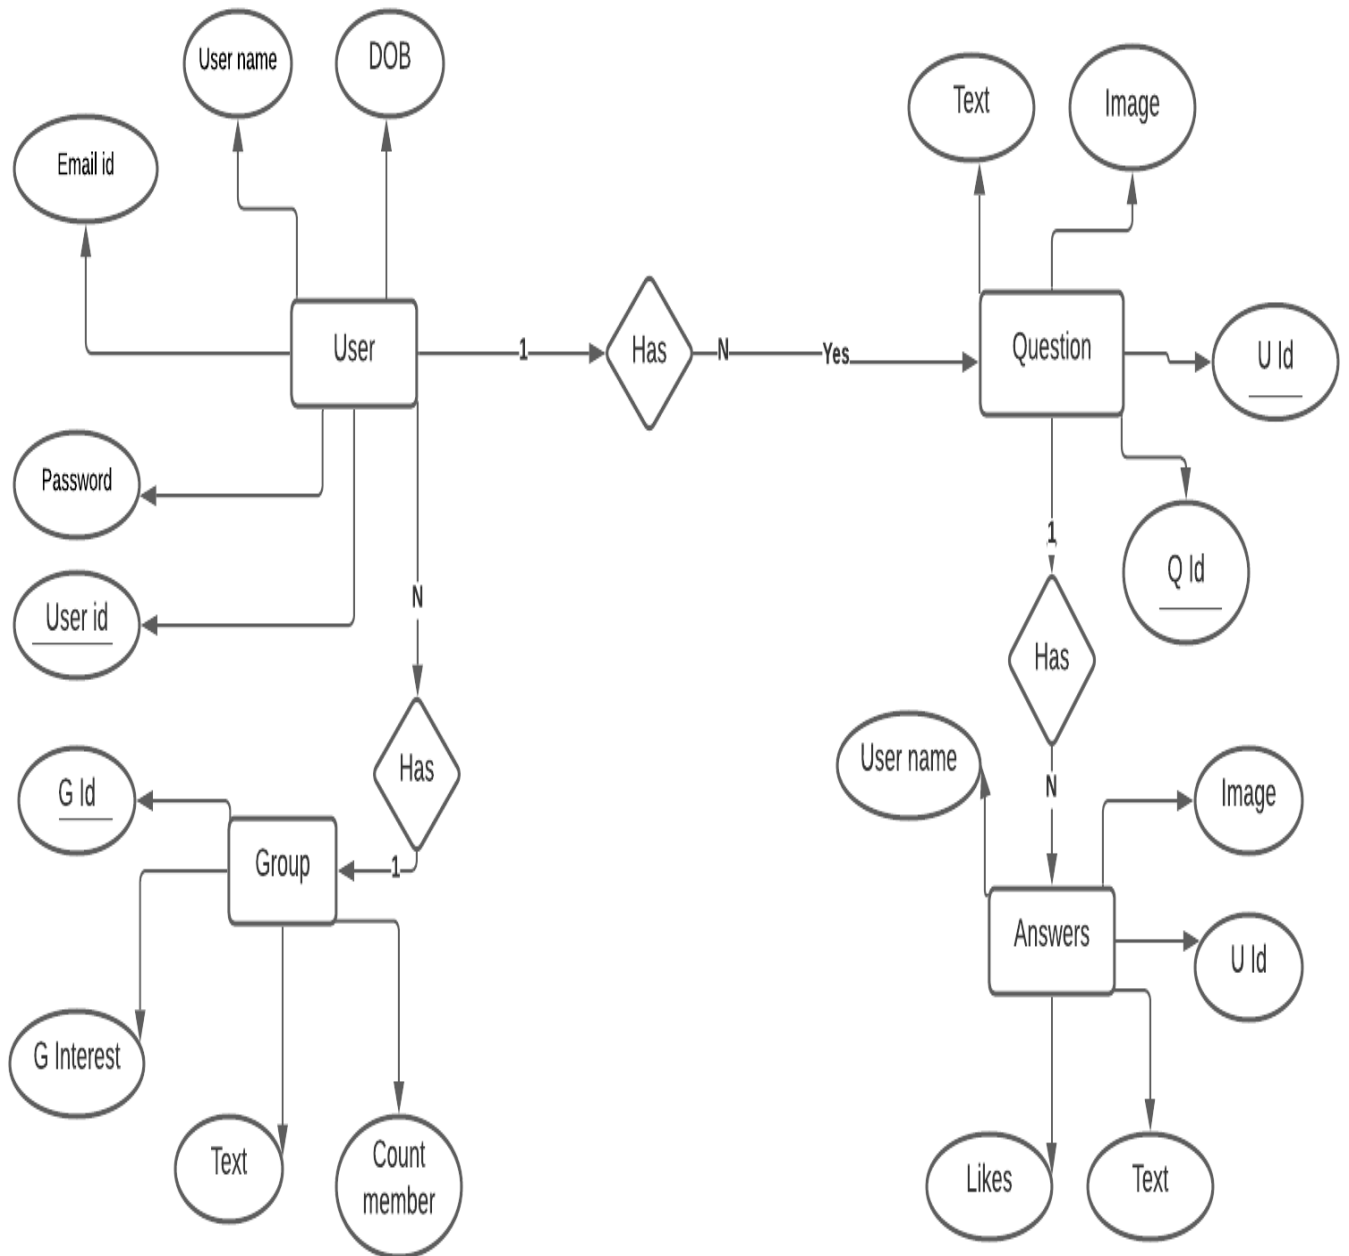 User name
DOB
Email id
Text
Image
User
1
Has
N
Yes
Question
U Id
Password
1
Q Id
N
User id
Has
User name
Has
G Id
N
Image
Group
1
Answers
U Id
G Interest
Text
Count
member
Likes
Text